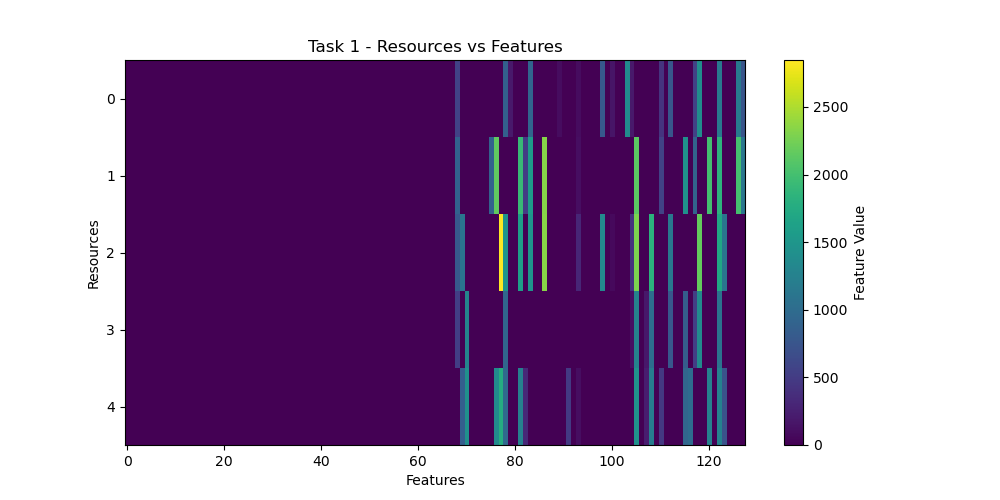 Task 1 - Resources vs Features
Resources
0
1
2
3
4
0 20 40 60 80 100 120
Features
2500
2000
1500
1000
500
0
Feature Value